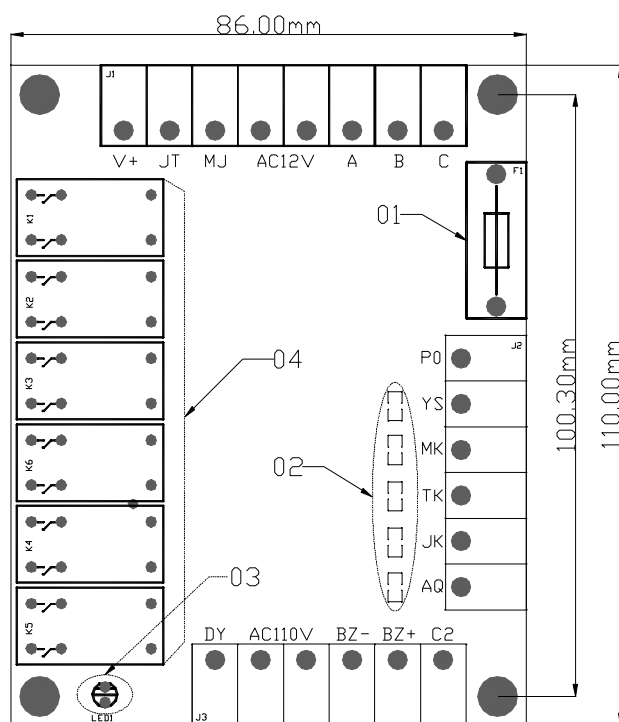 86.00mm
J1
V+ JT MJ AC12V A B C
F1
01
K1
K2
J2
P0
K3
04
YS
100.30mm
110.00mm
MK
K6
02
TK
K4
JK
03
AQ
K5
DY AC110V BZ- BZ+ C2
LED1
J3